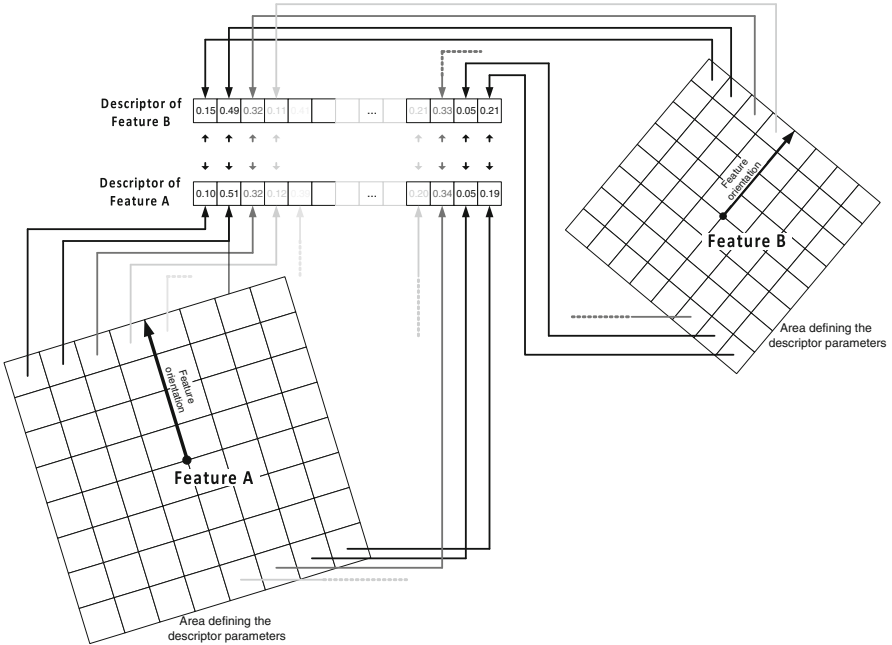 Descriptor of
Feature B
0.15 0.49 0.32 0.11 ... 0.21 0.33 0.05 0.21
Descriptor of
Feature A
0.10 0.51 0.32 0.12 ... 0.20 0.34 0.05 0.19
Feature
orientation
Feature B
Area defining the
descriptor parameters
Feature
orientation
Feature A
Area defining the
descriptor parameters